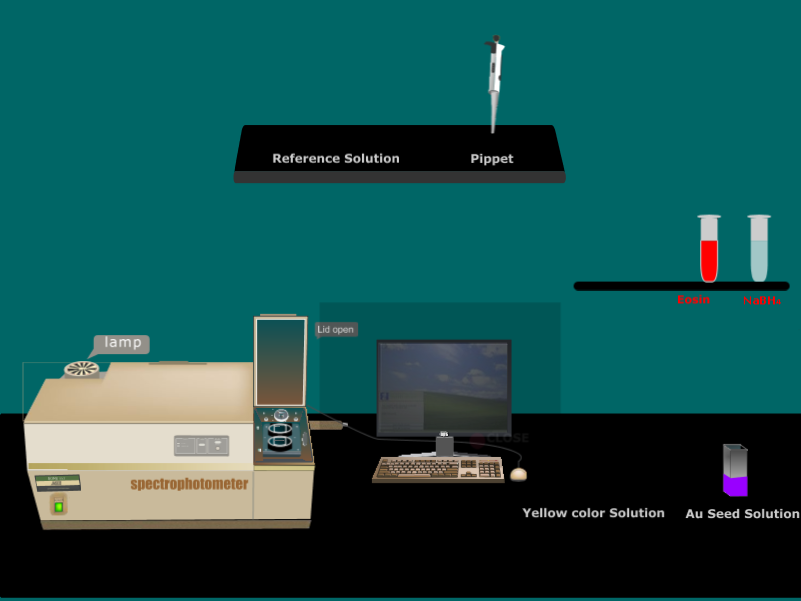 Reference Solution
Pippet
Eosin
NaBH₄
Lid open
lamp
CLOSE
spectrophotometer
Yellow color Solution
Au Seed Solution